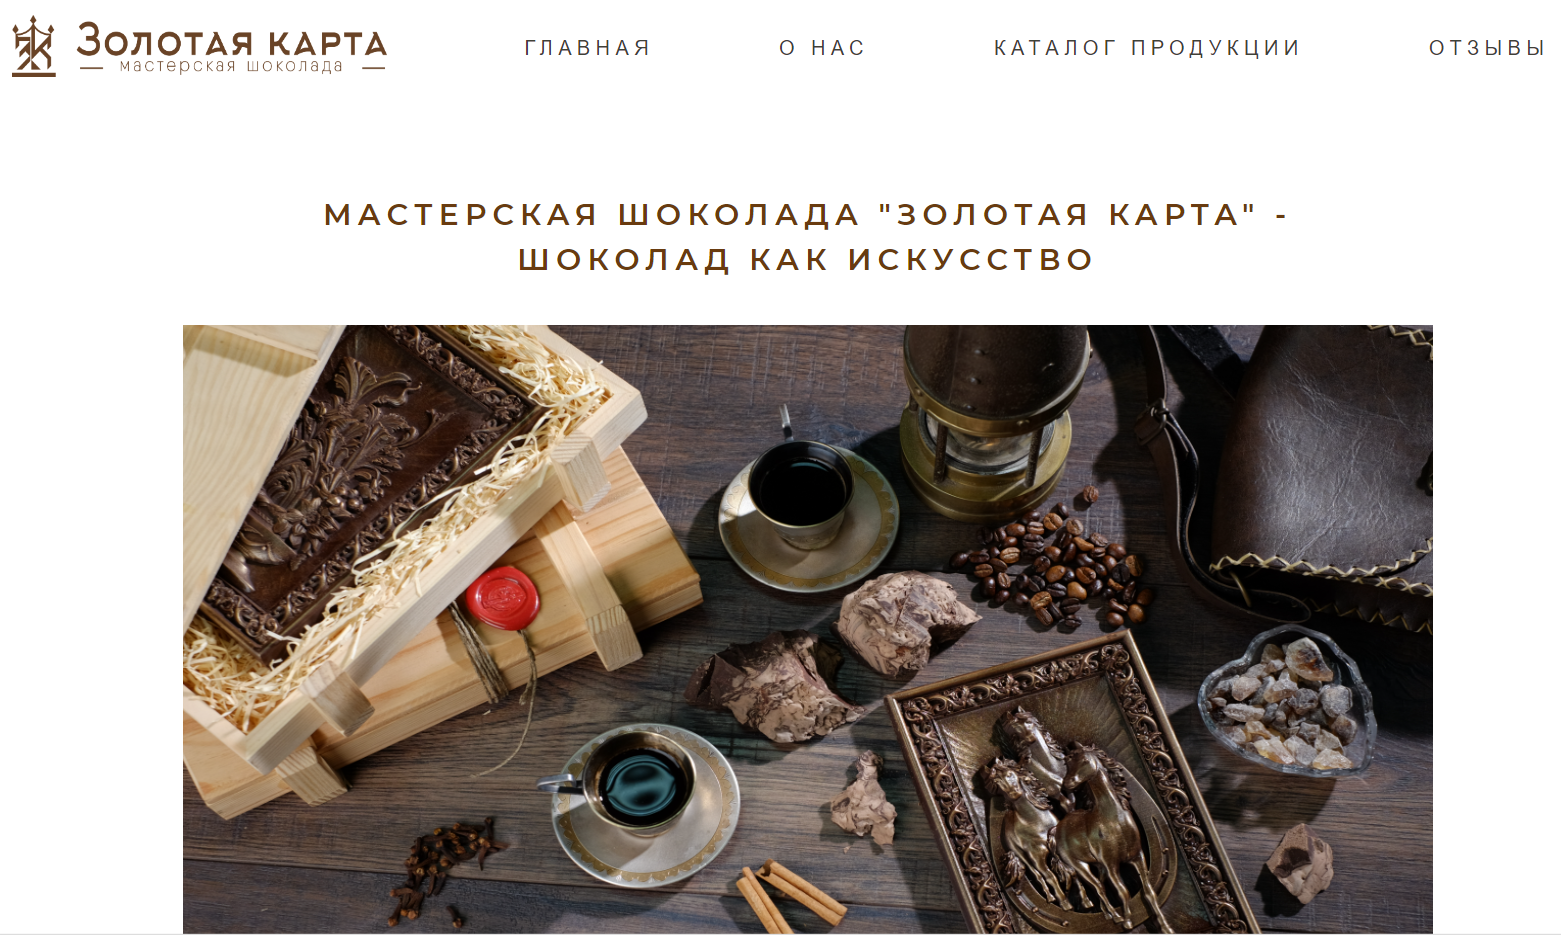 ЗОЛОТАЯ КАРТА
мастерская шоколада
ГЛАВНАЯ
О НАС
КАТАЛОГ ПРОДУКЦИИ
ОТЗЫВЫ
МАСТЕРСКАЯ ШОКОЛАДА "ЗОЛОТАЯ КАРТА" -
ШОКОЛАД КАК ИСКУССТВО